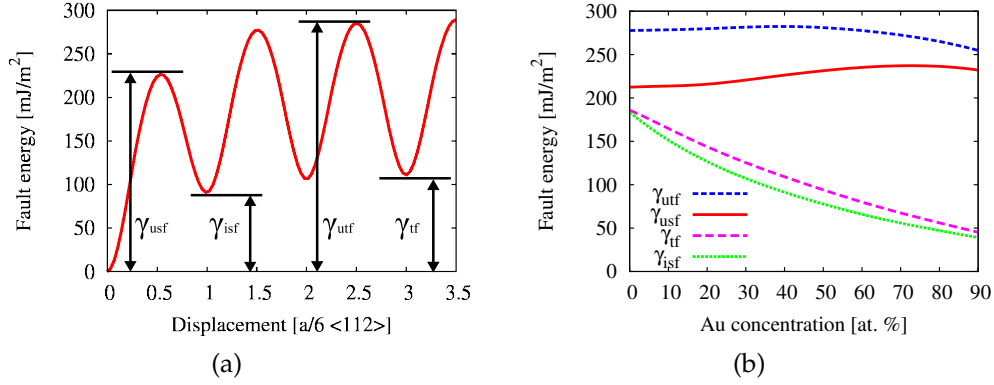 Fault energy [mJ/m²]
300
250
200
150
100
50
0
γusf
γisf
γutf
γtf
0 0.5 1 1.5 2 2.5 3 3.5
Displacement [a/6 <112>]
(a)
Fault energy [mJ/m²]
300
250
200
150
100
50
0
γutf
γusf
γtf
γisf
0 10 20 30 40 50 60 70 80 90
Au concentration [at. %]
(b)